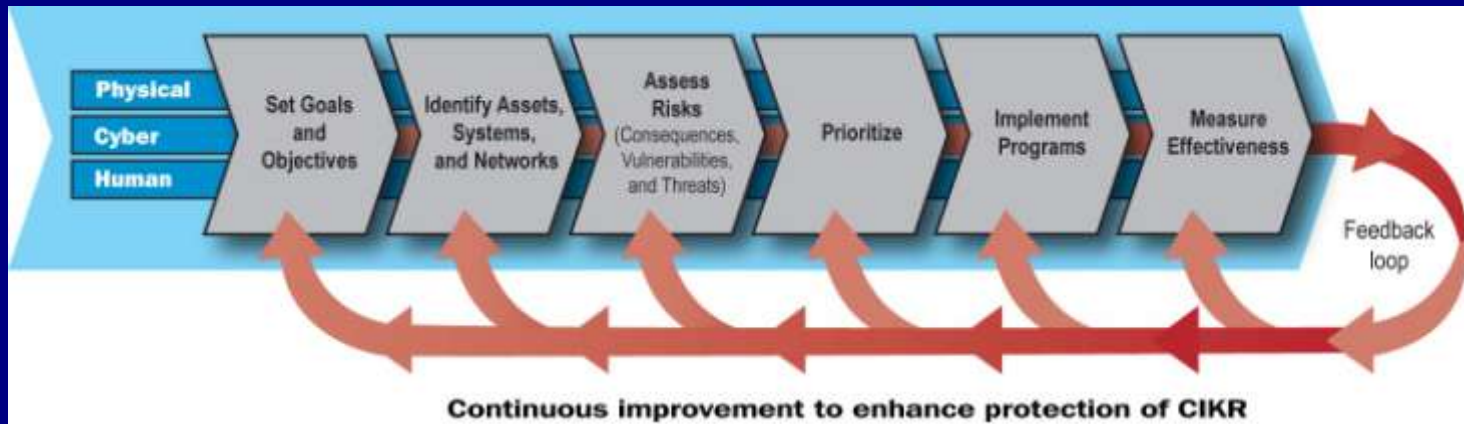 Physical
Cyber
Human
Set Goals
and
Objectives
Identify Assets,
Systems,
and Networks
Assess
Risks
(Consequences,
Vulnerabilities,
and Threats)
Prioritize
Implement
Programs
Measure
Effectiveness
Feedback
loop
Continuous improvement to enhance protection of CIKR